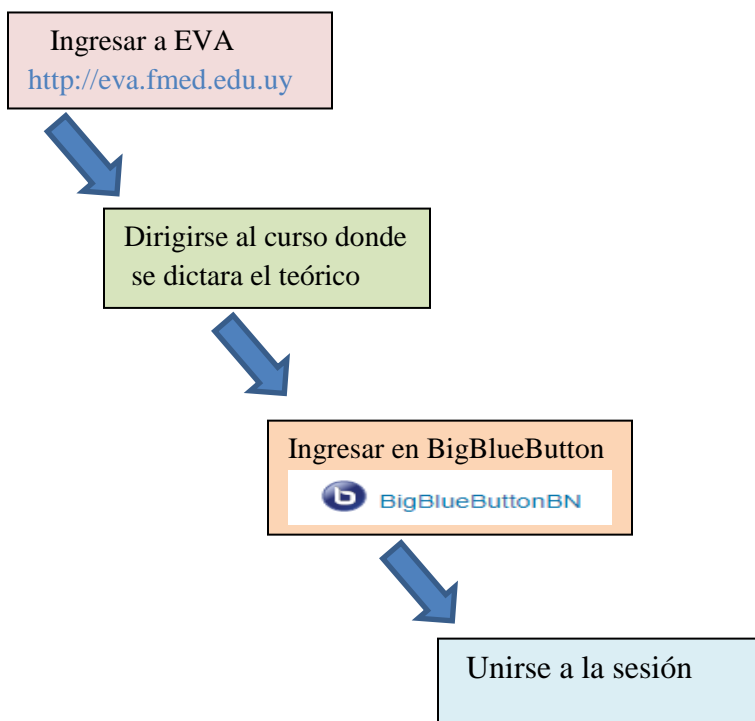 Ingresar a EVA
http://eva.fmed.edu.uy
Dirigirse al curso donde
se dictara el teórico
Ingresar en BigBlueButton
b BigBlueButtonBN
Unirse a la sesión